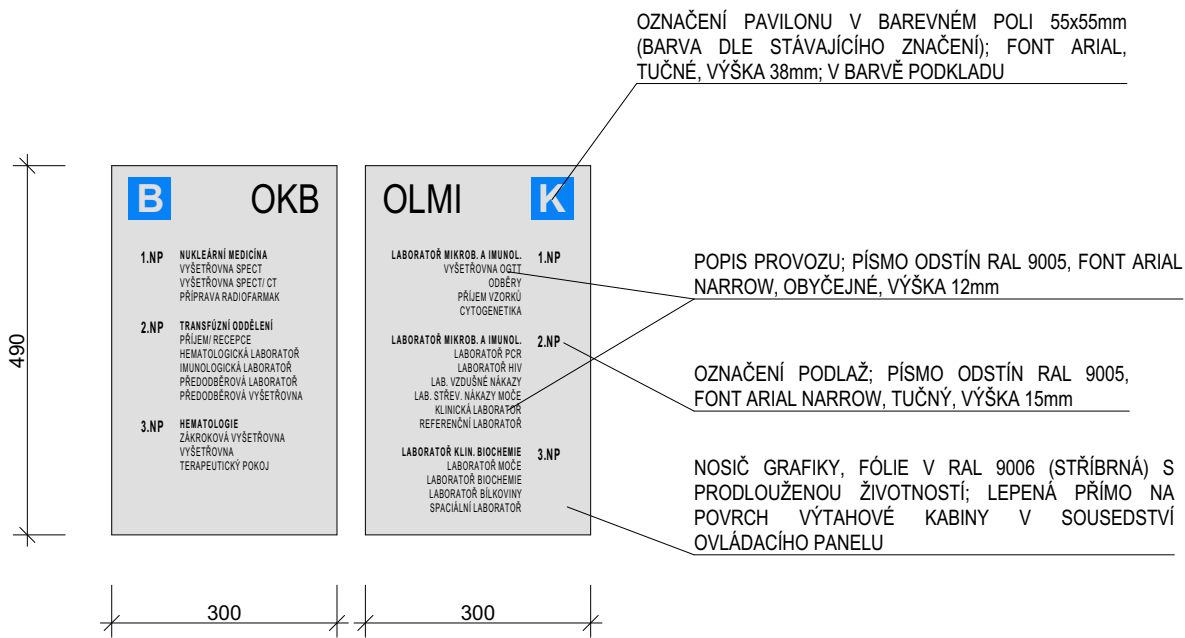 OZNAČENÍ PAVILONU V BAREVNÉM POLI 55x55mm
(BARVA DLE STÁVAJÍCÍHO ZNAČENÍ); FONT ARIAL,
TUČNÉ, VÝŠKA 38mm; V BARVĚ PODKLADU
490
B OKB
1.NP NUKLEÁRNÍ MEDICÍNA
VYŠETŘOVNA SPECT
VYŠETŘOVNA SPECT/ CT
PŘÍPRAVA RADIOFARMAK
2.NP TRANSFÚZNÍ ODDĚLENÍ
PŘÍJEM/ RECEPCE
HEMATOLOGICKÁ LABORATOŘ
IMUNOLOGICKÁ LABORATOŘ
PŘEDODBĚROVÁ LABORATOŘ
PŘEDODBĚROVÁ VYŠETŘOVNA
3.NP HEMATOLOGIE
ZÁKROKOVÁ VYŠETŘOVNA
VYŠETŘOVNA
TERAPEUTICKÝ POKOJ
300
OLMI K
LABORATOŘ MIKROB. A IMUNOL. 1.NP
VYŠETŘOVNA OGTT
ODBĚRY
PŘÍJEM VZORKŮ
CYTOGENETIKA
LABORATOŘ MIKROB. A IMUNOL. 2.NP
LABORATOŘ PCR
LABORATOŘ HIV
LAB. VZDUŠNÉ NÁKAZY
LAB. STŘEV. NÁKAZY MOČE
KLINICKÁ LABORATOŘ
REFERENČNÍ LABORATOŘ
LABORATOŘ KLIN. BIOCHEMIE 3.NP
LABORATOŘ MOČE
LABORATOŘ BIOCHEMIE
LABORATOŘ BÍLKOVINY
SPACIÁLNÍ LABORATOŘ
300
POPIS PROVOZU; PÍSMO ODSTÍN RAL 9005, FONT ARIAL
NARROW, OBYČEJNÉ, VÝŠKA 12mm
OZNAČENÍ PODLAŽ; PÍSMO ODSTÍN RAL 9005,
FONT ARIAL NARROW, TUČNÝ, VÝŠKA 15mm
NOSIČ GRAFIKY, FÓLIE V RAL 9006 (STŘÍBRNÁ) S
PRODLOUŽENOU ŽIVOTNOSTÍ; LEPENÁ PŘÍMO NA
POVRCH VÝTAHOVÉ KABINY V SOUSEDSTVÍ
OVLÁDACÍHO PANELU